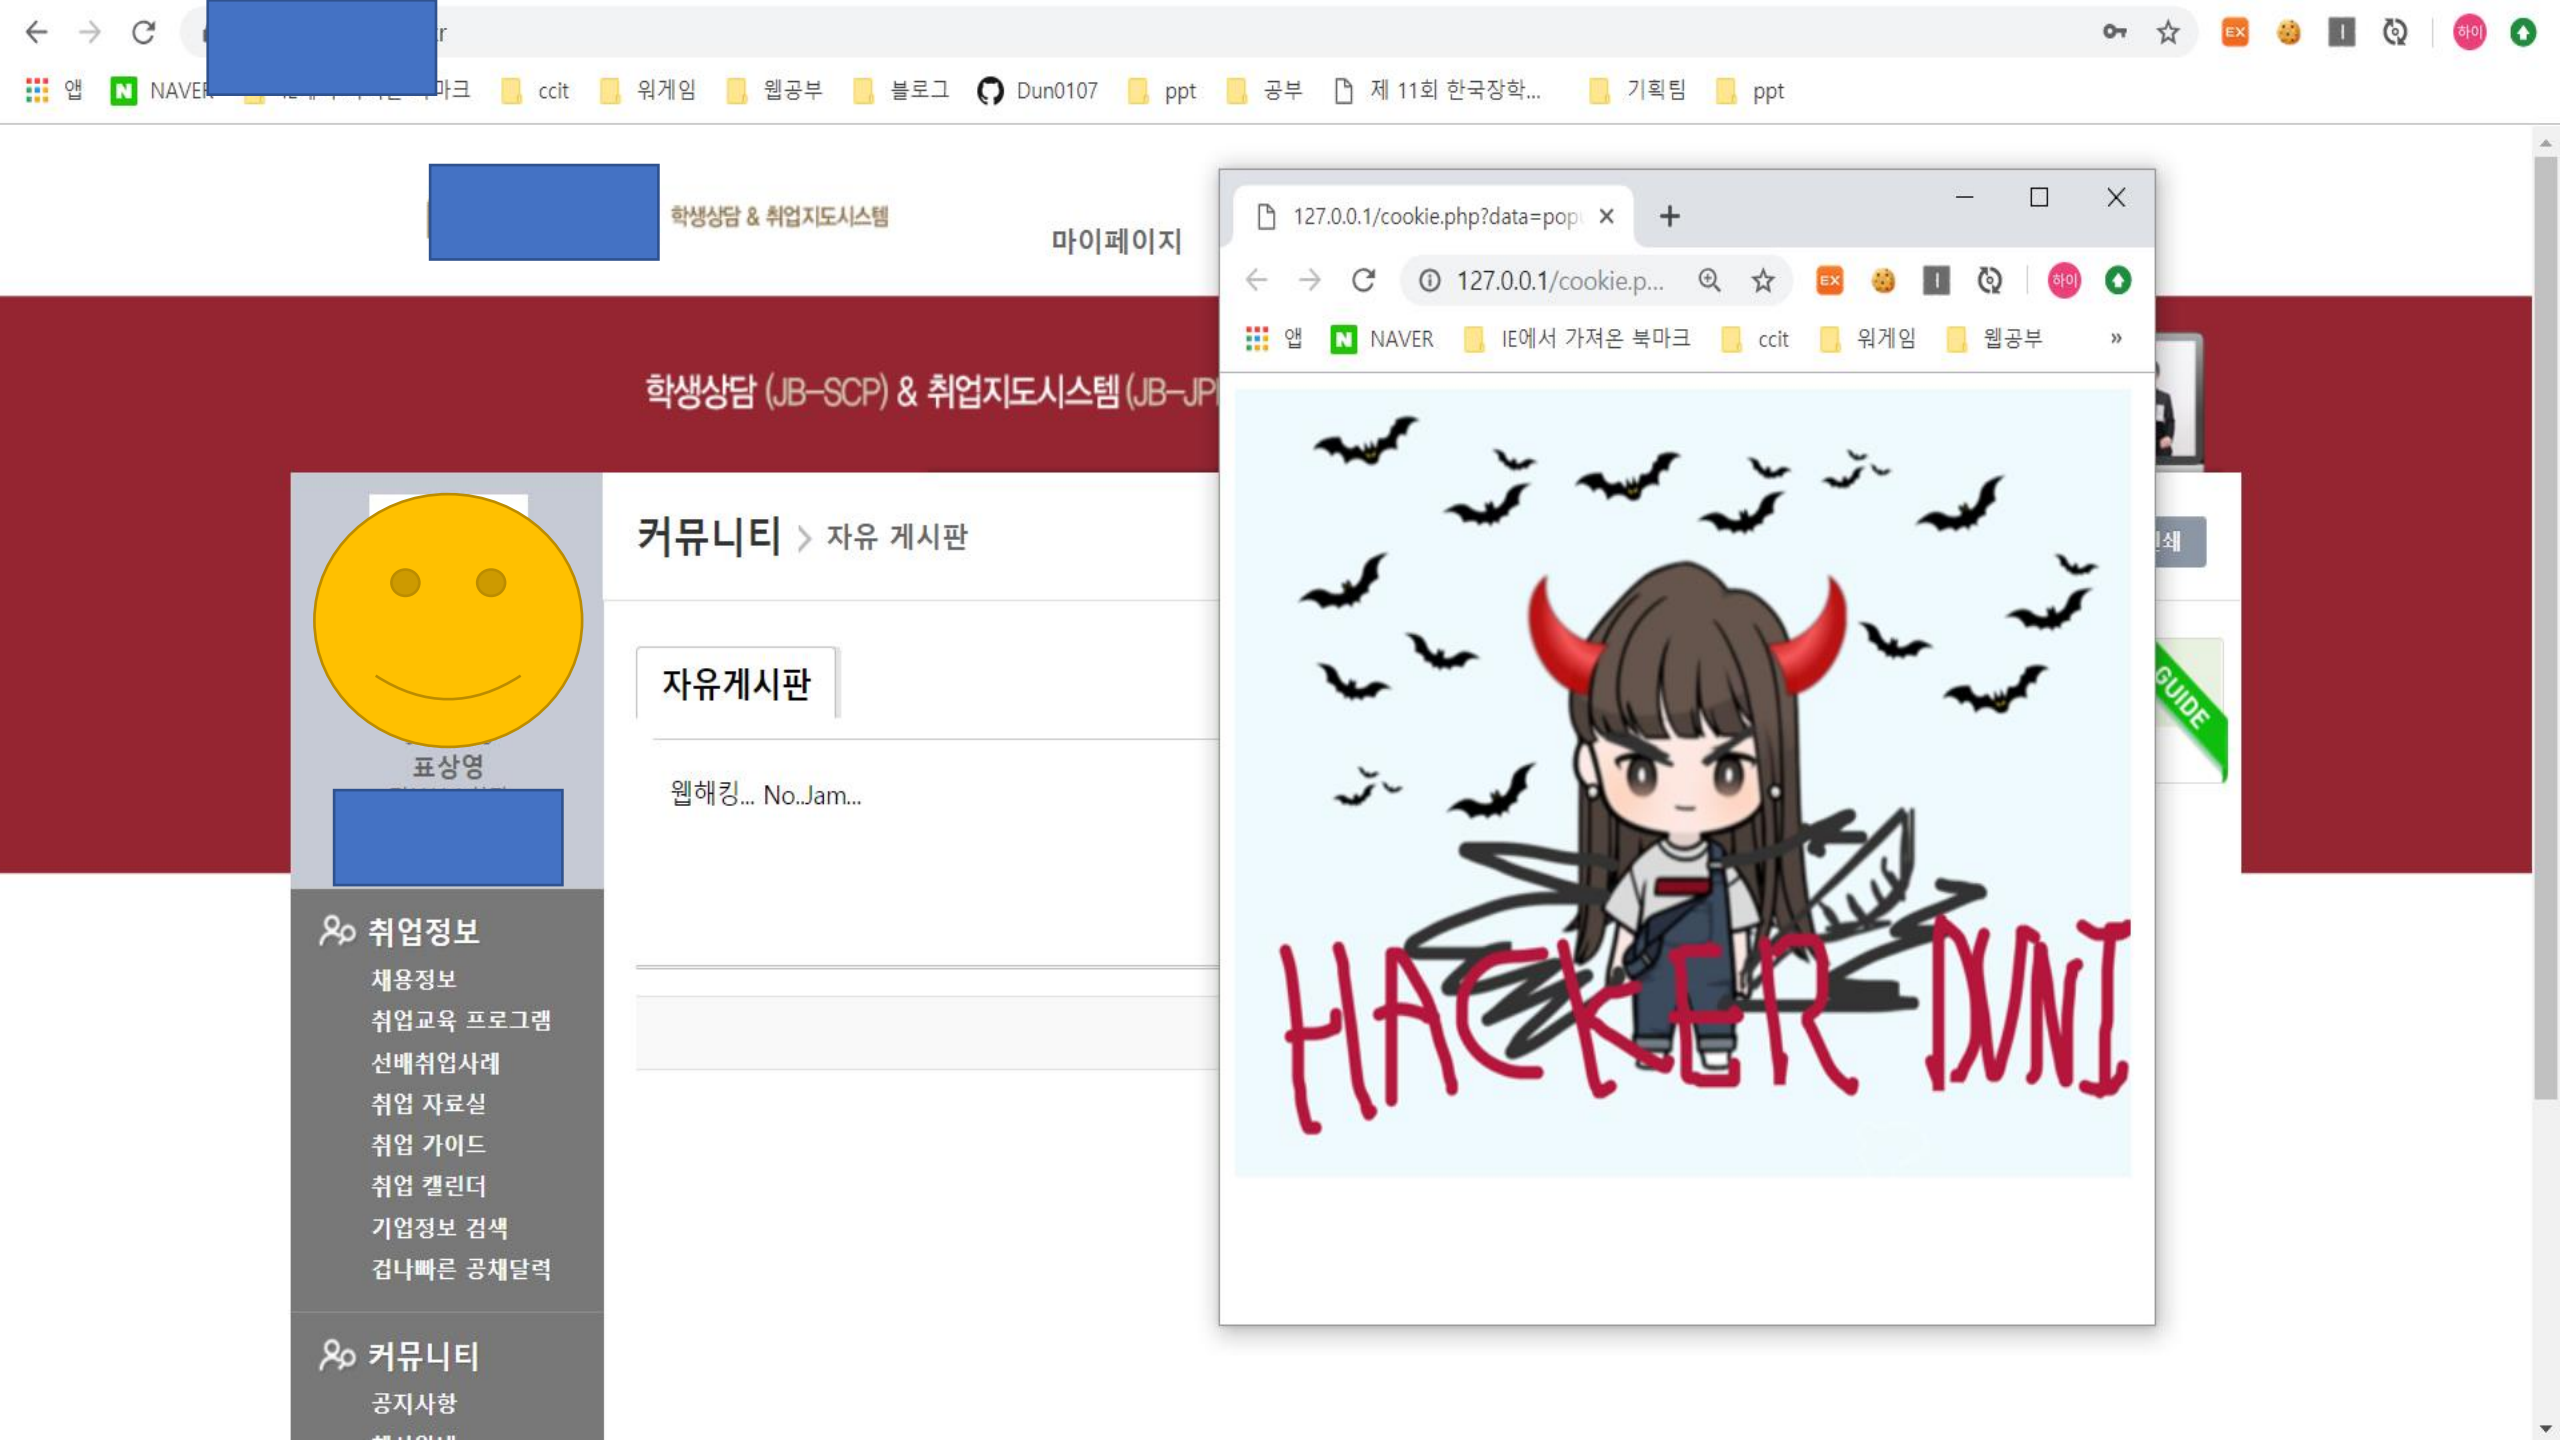 앱 NAVER 마크 ccit 워게임 웹공부 블로그 Dun0107 ppt 공부 제 11회 한국장학... 기획팀 ppt
하이
학생상담 & 취업지도시스템
마이페이지
학생상담 (JB-SCP) & 취업지도시스템 (JB-JP
커뮤니티 > 자유 게시판
자유게시판
웹해킹... No..Jam...
표상영
취업정보
채용정보
취업교육 프로그램
선배취업사례
취업 자료실
취업 가이드
취업 캘린더
기업정보 검색
겁나빠른 공채달력
커뮤니티
공지사항
127.0.0.1/cookie.php?data=pop
127.0.0.1/cookie.p...
EX
하이
앱 NAVER IE에서 가져온 북마크 ccit 워게임 웹공부 »
HACKER DUNI
쇄
GUIDE